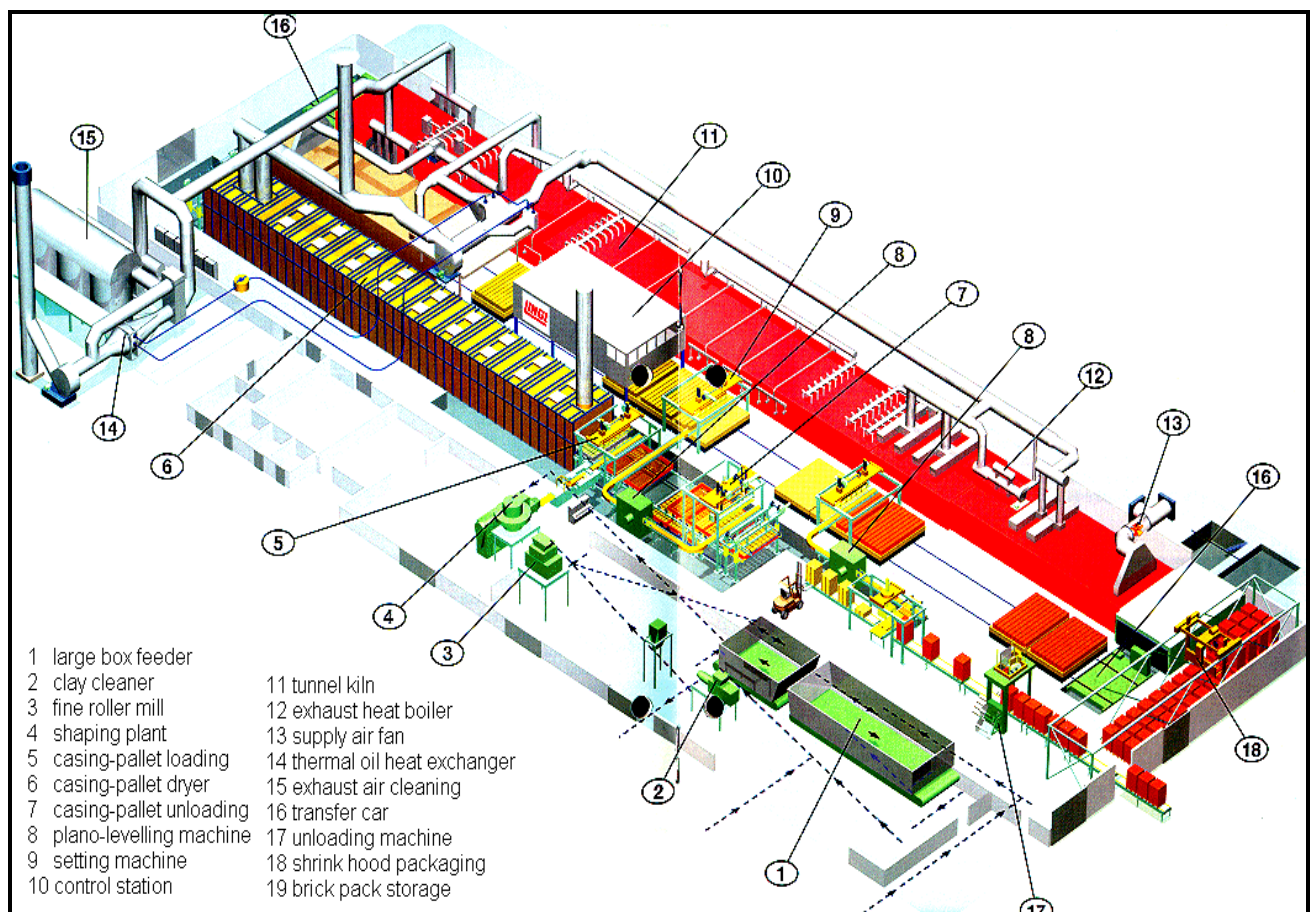 16
15
11
10
9
8
7
8
12
13
16
LINGL
14
6
5
4
3
2
1
18
17
1 large box feeder
2 clay cleaner
3 fine roller mill
4 shaping plant
5 casing-pallet loading
6 casing-pallet dryer
7 casing-pallet unloading
8 plano-levelling machine
9 setting machine
10 control station
11 tunnel kiln
12 exhaust heat boiler
13 supply air fan
14 thermal oil heat exchanger
15 exhaust air cleaning
16 transfer car
17 unloading machine
18 shrink hood packaging
19 brick pack storage